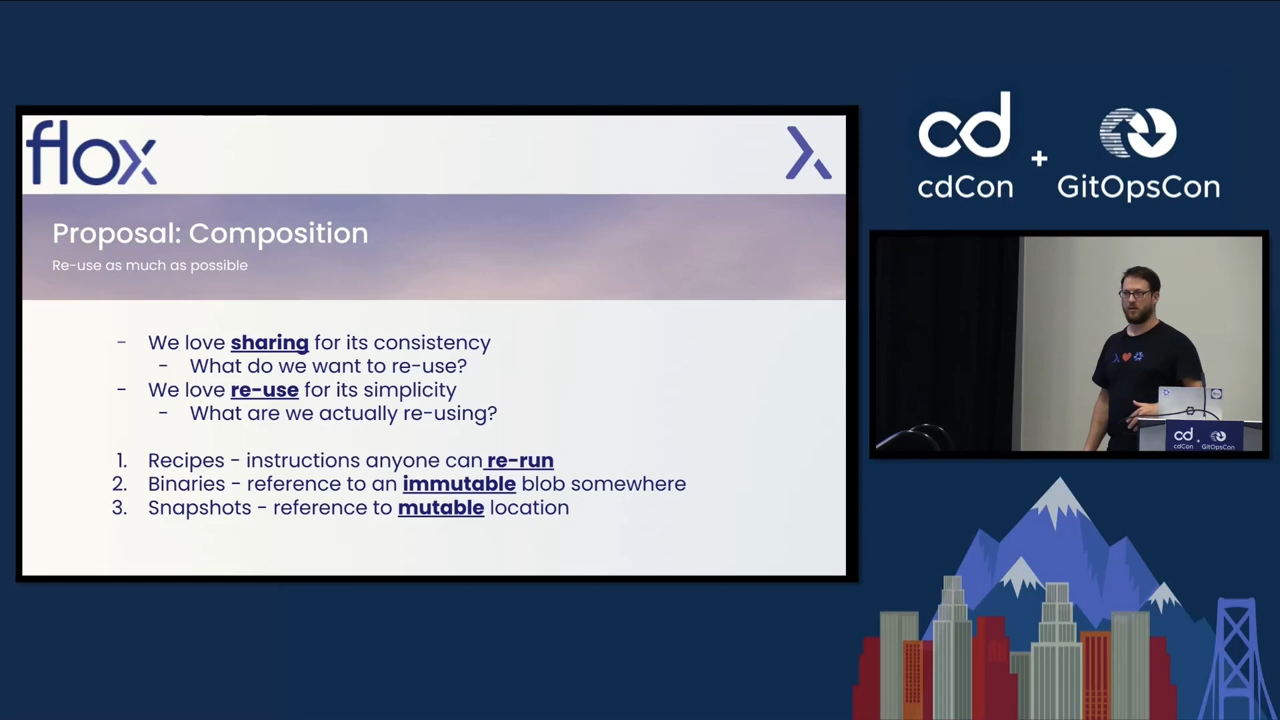 flox
Proposal: Composition
Re-use as much as possible
- We love sharing for its consistency
- What do we want to re-use?
- We love re-use for its simplicity
- What are we actually re-using?
1. Recipes - instructions anyone can re-run
2. Binaries - reference to an immutable blob somewhere
3. Snapshots - reference to mutable location
cd + 
cdCon GitOpsCon
cd +
cdCon GitOpsCon